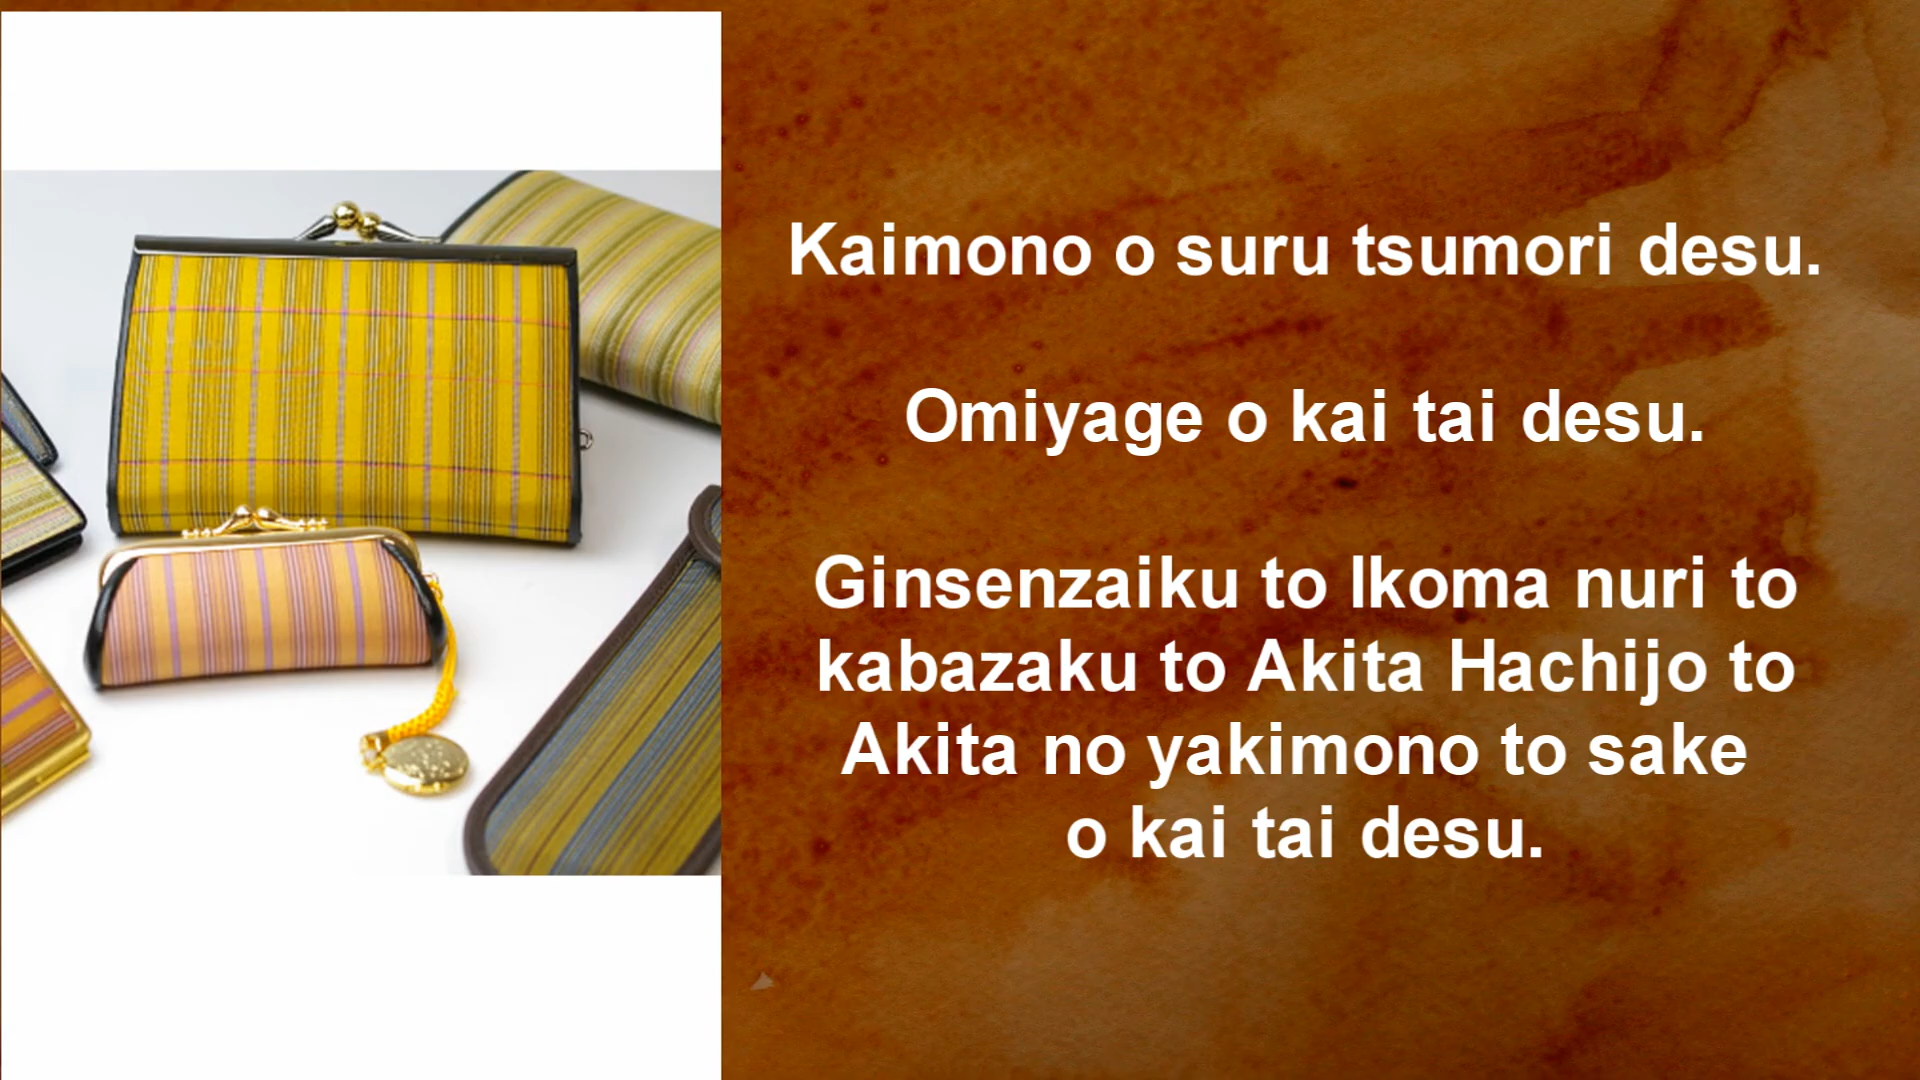 Kaimono o suru tsumori desu.
Omiyage o kai tai desu.
Ginsenzaiku to Ikoma nuri to
kabazaku to Akita Hachijo to
Akita no yakimono to sake
o kai tai desu.